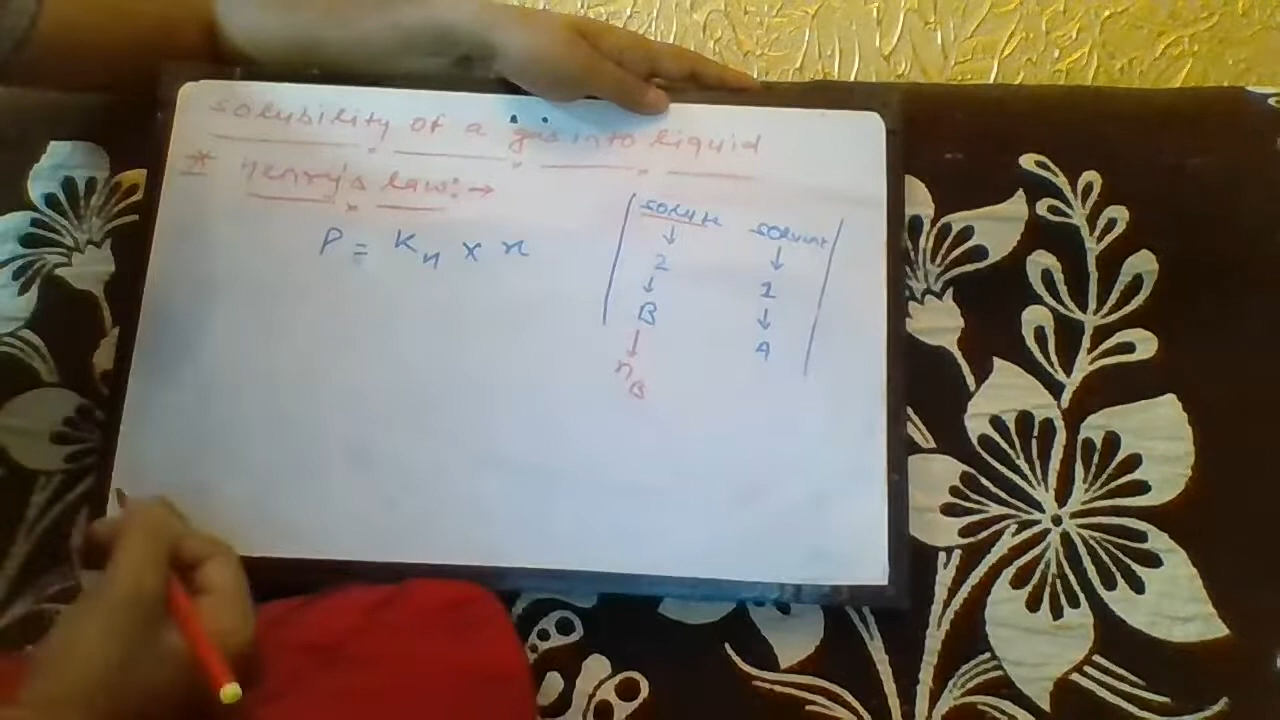 solubility of a gas into liquid
* Henry's law:→
P = K_H × x
solute solvent
↓ ↓
2 1
↓ ↓
B A
↓
n_B